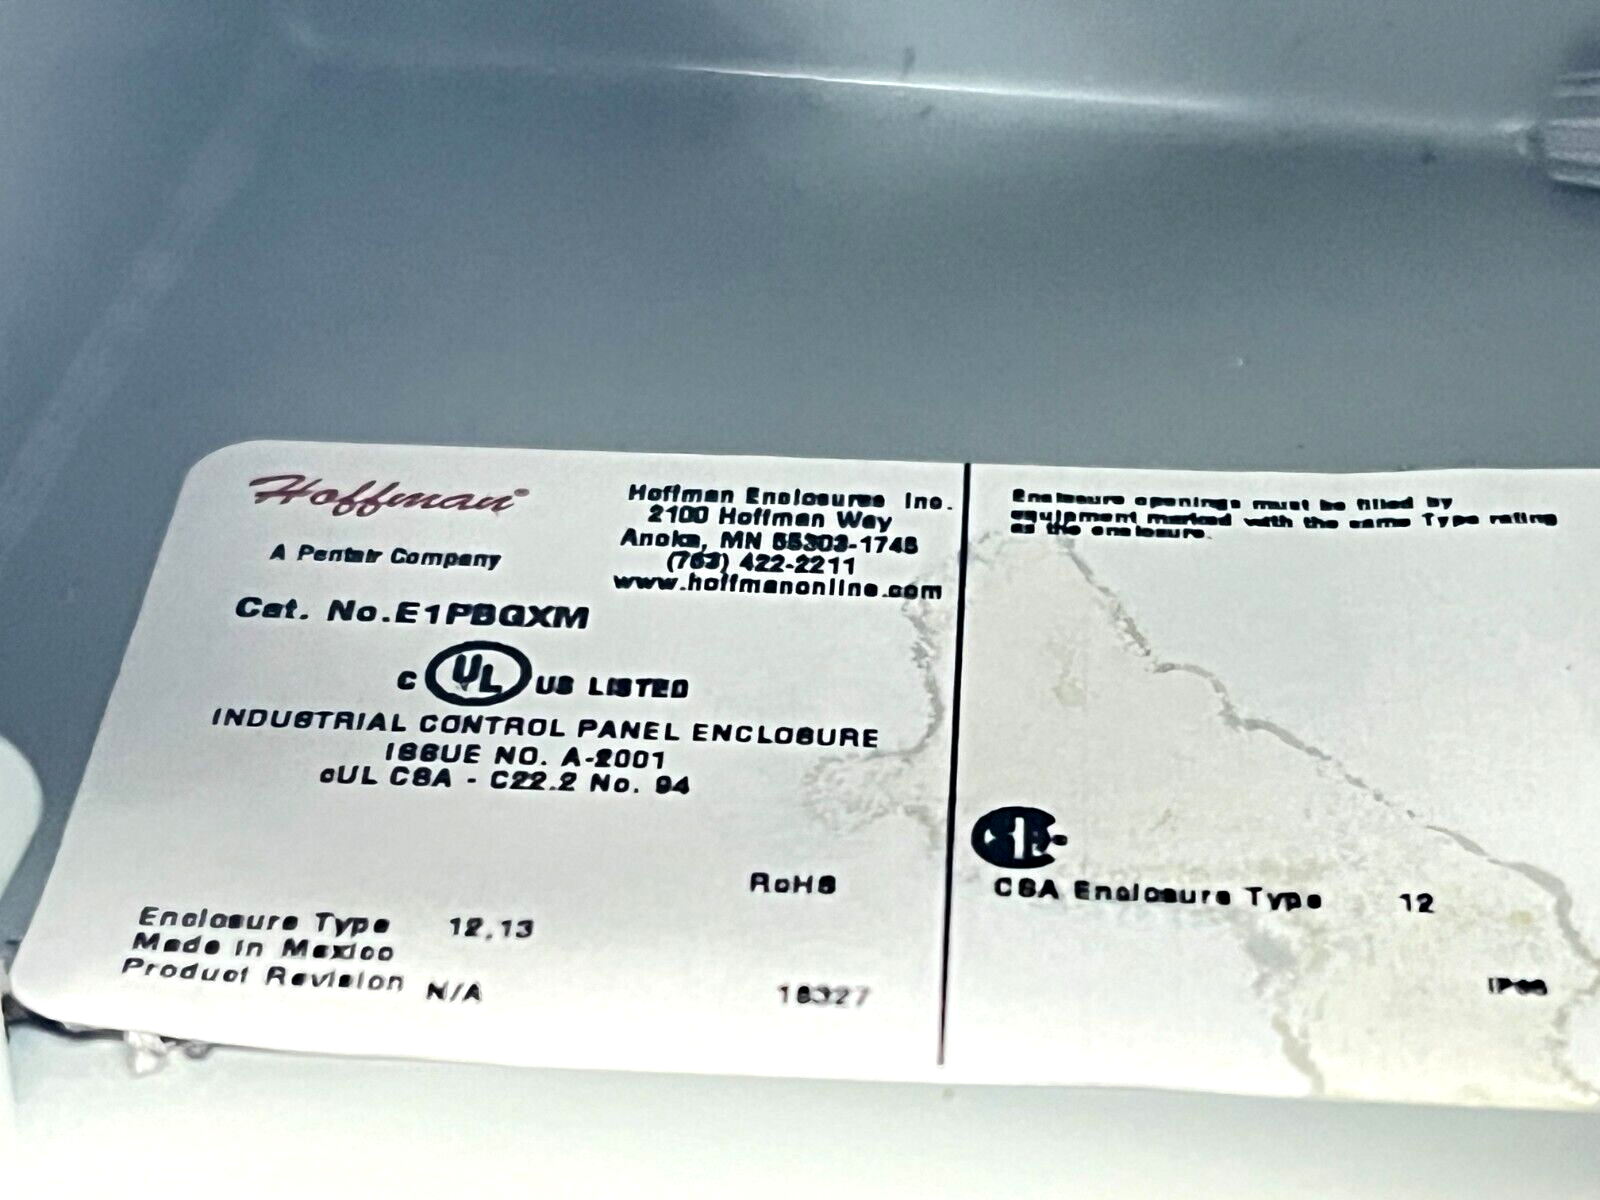 Hoffman®
A Pentair Company
Hoffman Enclosures Inc.
2100 Hoffman Way
Anoka, MN 55303-1745
(763) 422-2211
www.hoffmanonline.com
Cat. No.E1PBGXM
C UL US LISTED
INDUSTRIAL CONTROL PANEL ENCLOSURE
ISSUE NO. A-2001
cUL CSA - C22.2 No. 94
RoHS
Enclosure Type 12,13
Made in Mexico
Product Revision N/A
Enclosure openings must be filled by
equipment marked with the same Type rating
as the enclosure.
CSA Enclosure Type 12